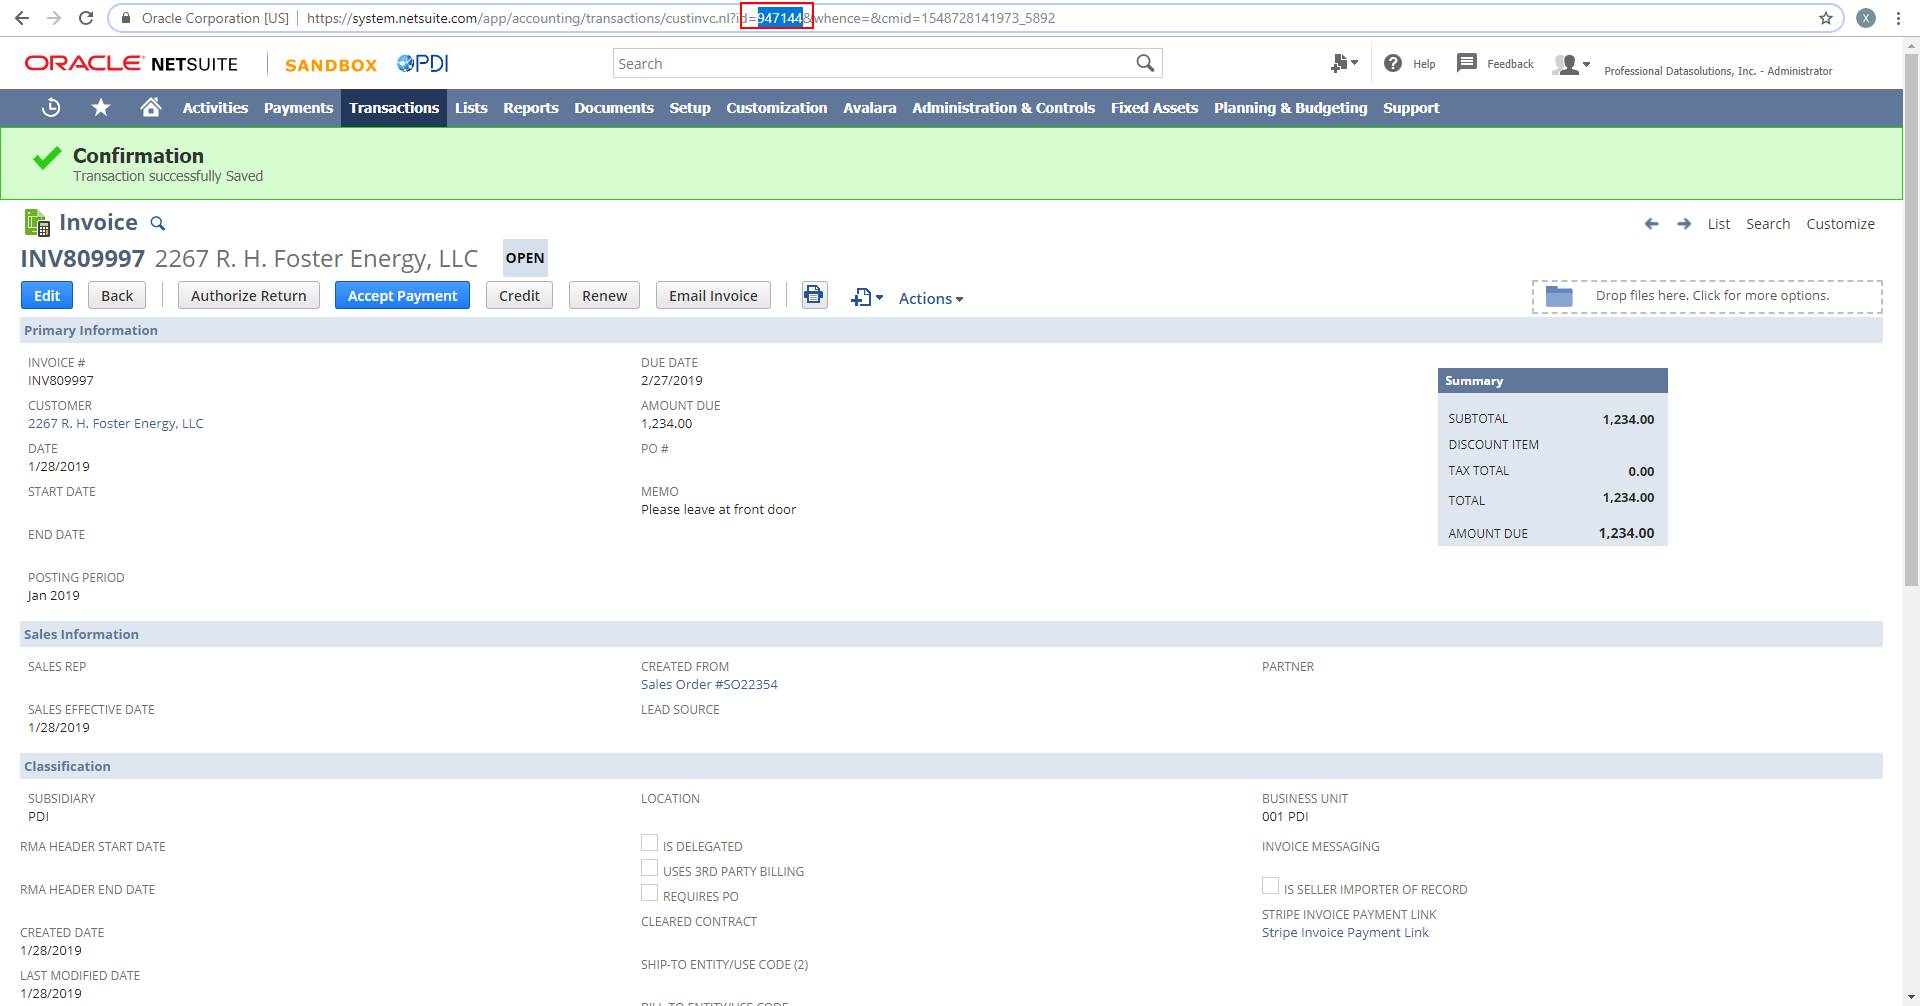 Oracle Corporation [US] | https://system.netsuite.com/app/accounting/transactions/custinvc.nl?id=947144&whence=&cmid=1548728141973_5892 X
ORACLE NETSUITE SANDBOX PDI Search Help Feedback Professional Datasolutions, Inc. - Administrator
Activities Payments Transactions Lists Reports Documents Setup Customization Avalara Administration & Controls Fixed Assets Planning & Budgeting Support
Confirmation
Transaction successfully Saved
Invoice List Search Customize
INV809997 2267 R. H. Foster Energy, LLC OPEN
Edit Back Authorize Return Accept Payment Credit Renew Email Invoice Actions Drop files here. Click for more options.
Primary Information
INVOICE #
INV809997
CUSTOMER
2267 R. H. Foster Energy, LLC
DATE
1/28/2019
START DATE
END DATE
POSTING PERIOD
Jan 2019
DUE DATE
2/27/2019
AMOUNT DUE
1,234.00
PO #
MEMO
Please leave at front door
Summary
SUBTOTAL 1,234.00
DISCOUNT ITEM
TAX TOTAL 0.00
TOTAL 1,234.00
AMOUNT DUE 1,234.00
Sales Information
SALES REP
SALES EFFECTIVE DATE
1/28/2019
CREATED FROM
Sales Order #SO22354
LEAD SOURCE
PARTNER
Classification
SUBSIDIARY
PDI
RMA HEADER START DATE
RMA HEADER END DATE
CREATED DATE
1/28/2019
LAST MODIFIED DATE
1/28/2019
LOCATION
IS DELEGATED
USES 3RD PARTY BILLING
REQUIRES PO
CLEARED CONTRACT
SHIP-TO ENTITY/USE CODE (2)
BILL-TO ENTITY/USE CODE
BUSINESS UNIT
001 PDI
INVOICE MESSAGING
IS SELLER IMPORTER OF RECORD
STRIPE INVOICE PAYMENT LINK
Stripe Invoice Payment Link